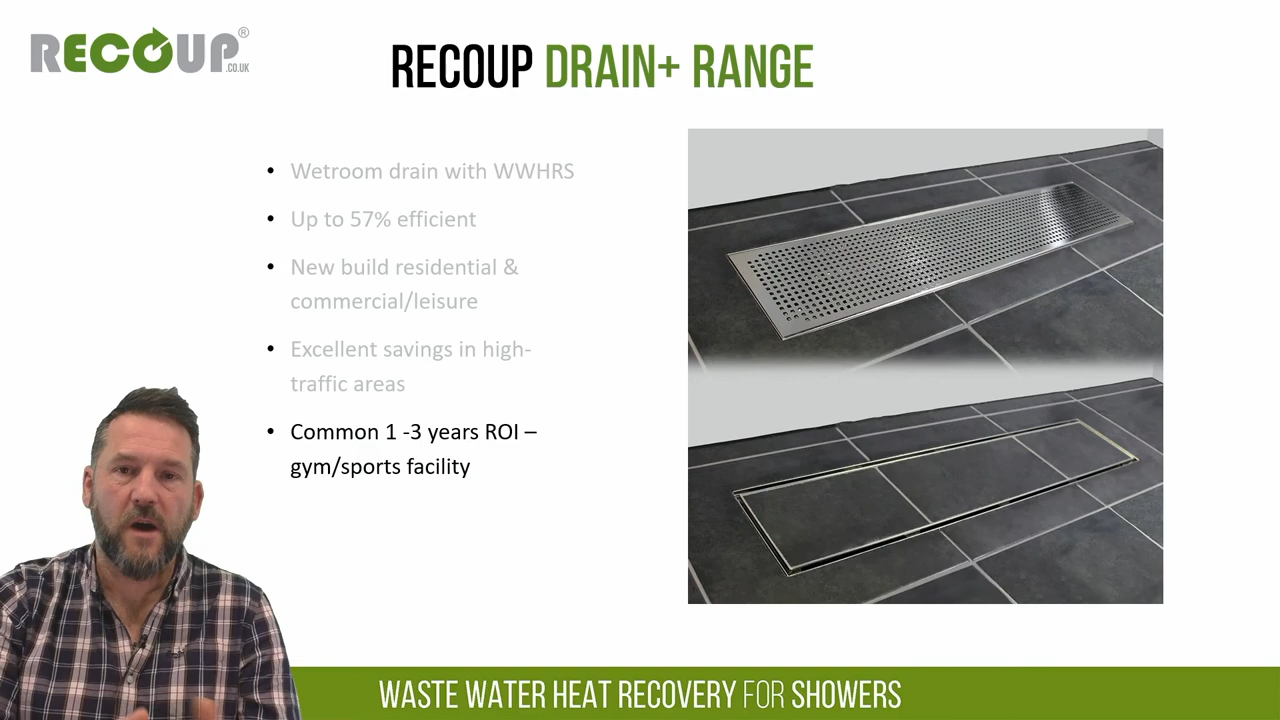 RECOUP®
.CO.UK
RECOUP DRAIN+ RANGE
• Wetroom drain with WWHRS
• Up to 57% efficient
• New build residential &
commercial/leisure
• Excellent savings in high-
traffic areas
• Common 1 -3 years ROI –
gym/sports facility
WASTE WATER HEAT RECOVERY FOR SHOWERS